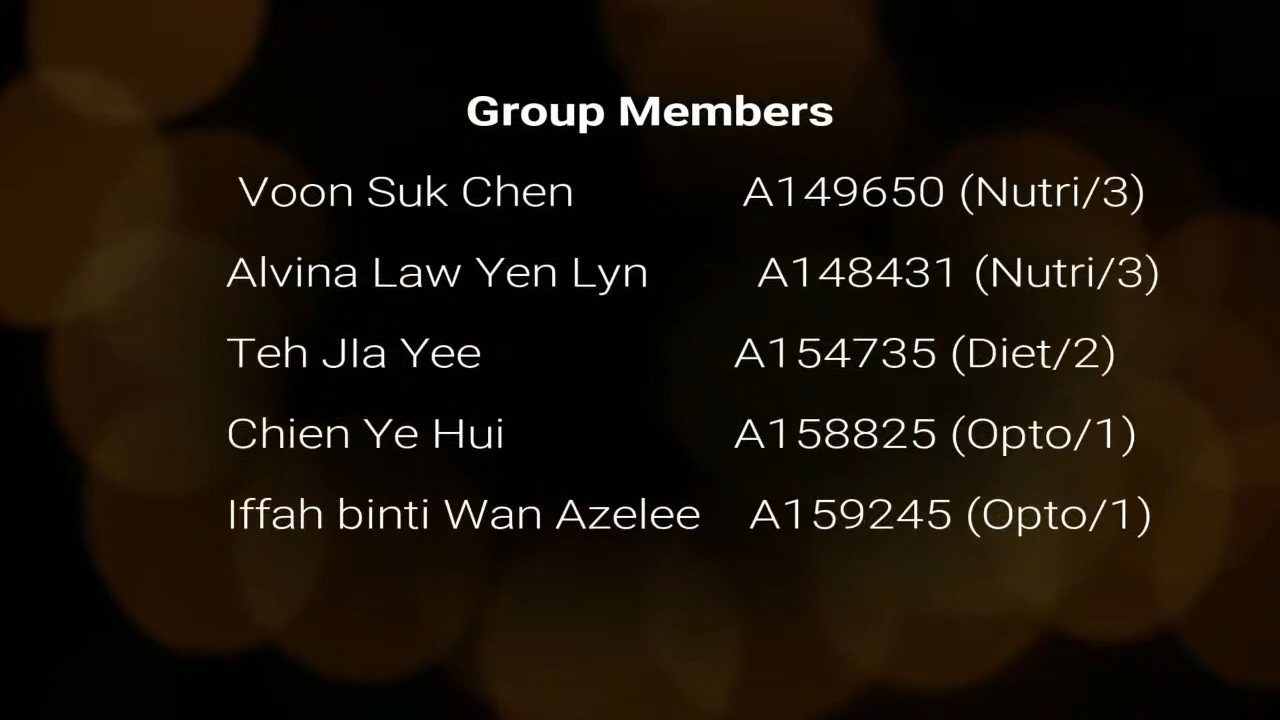 Group Members
Voon Suk Chen A149650 (Nutri/3)
Alvina Law Yen Lyn A148431 (Nutri/3)
Teh JIa Yee A154735 (Diet/2)
Chien Ye Hui A158825 (Opto/1)
Iffah binti Wan Azelee A159245 (Opto/1)